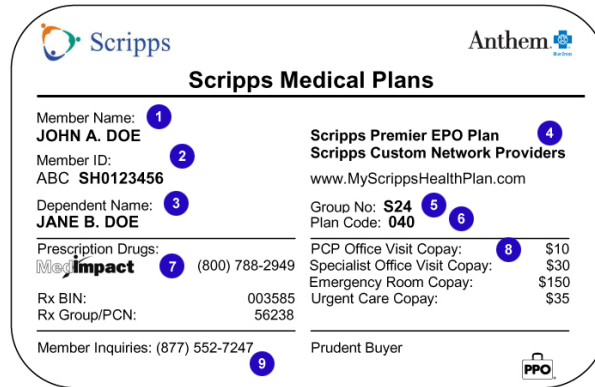 Scripps
Anthem
Scripps Medical Plans
Member Name: 1
JOHN A. DOE
Member ID: 2
ABC SH0123456
Dependent Name: 3
JANE B. DOE
Scripps Premier EPO Plan 4
Scripps Custom Network Providers
www.MyScrippsHealthPlan.com
Group No: S24 5
Plan Code: 040 6
Prescription Drugs:
MedImpact 7 (800) 788-2949
Rx BIN: 003585
Rx Group/PCN: 56238
PCP Office Visit Copay: 8 $10
Specialist Office Visit Copay: $30
Emergency Room Copay: $150
Urgent Care Copay: $35
Member Inquiries: (877) 552-7247 9
Prudent Buyer
PPO